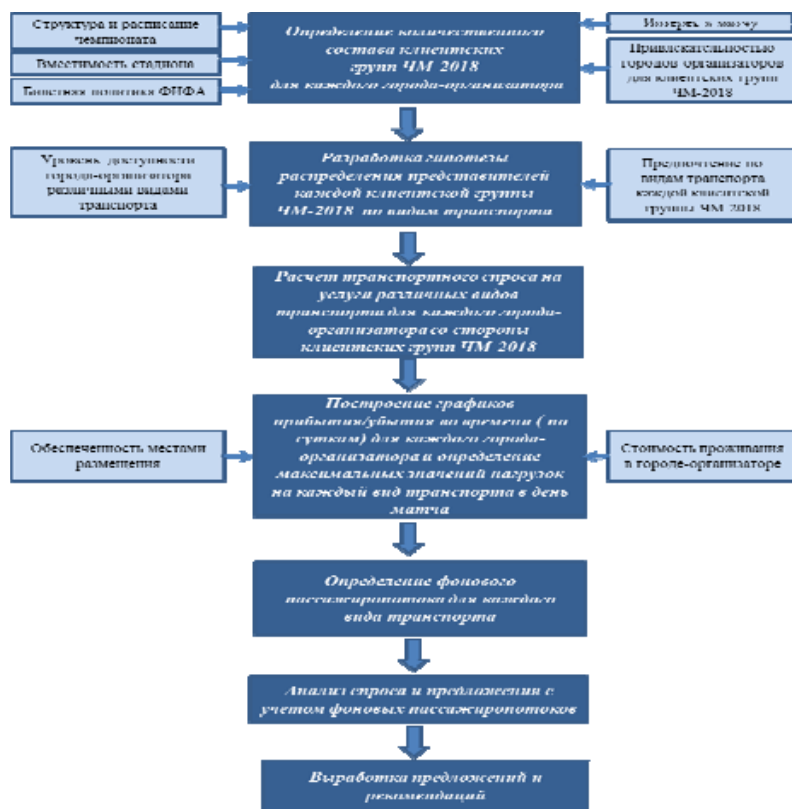 Структура и расписание
чемпионата
Вместимость стадиона
Билетная политика ФИФА
Определение количественного
состава клиентских
групп ЧМ-2018
для каждого города-организатора
Интерес к матчу
Привлекательностью
городов организаторов
для клиентских групп
ЧМ-2018
Уровень доступности
города-организатора
различными видами
транспорта
Разработка гипотезы
распределения представителей
каждой клиентской группы
ЧМ-2018 по видам транспорта
Предпочтение по
видам транспорта
каждой клиентской
группы ЧМ 2018
Расчет транспортного спроса на
услуги различных видов
транспорта для каждого города-
организатора со стороны
клиентских групп ЧМ 2018
Обеспеченность местами
размещения
Построение графиков
прибытия/убытия во времени ( по
суткам) для каждого города-
организатора и определение
максимальных значений нагрузок
на каждый вид транспорта в день
матча
Стоимость проживания
в городе-организаторе
Определение фонового
пассажиропотока для каждого
вида транспорта
Анализ спроса и предложения с
учетом фоновых пассажиропотоков
Выработка предложений и
рекомендаций